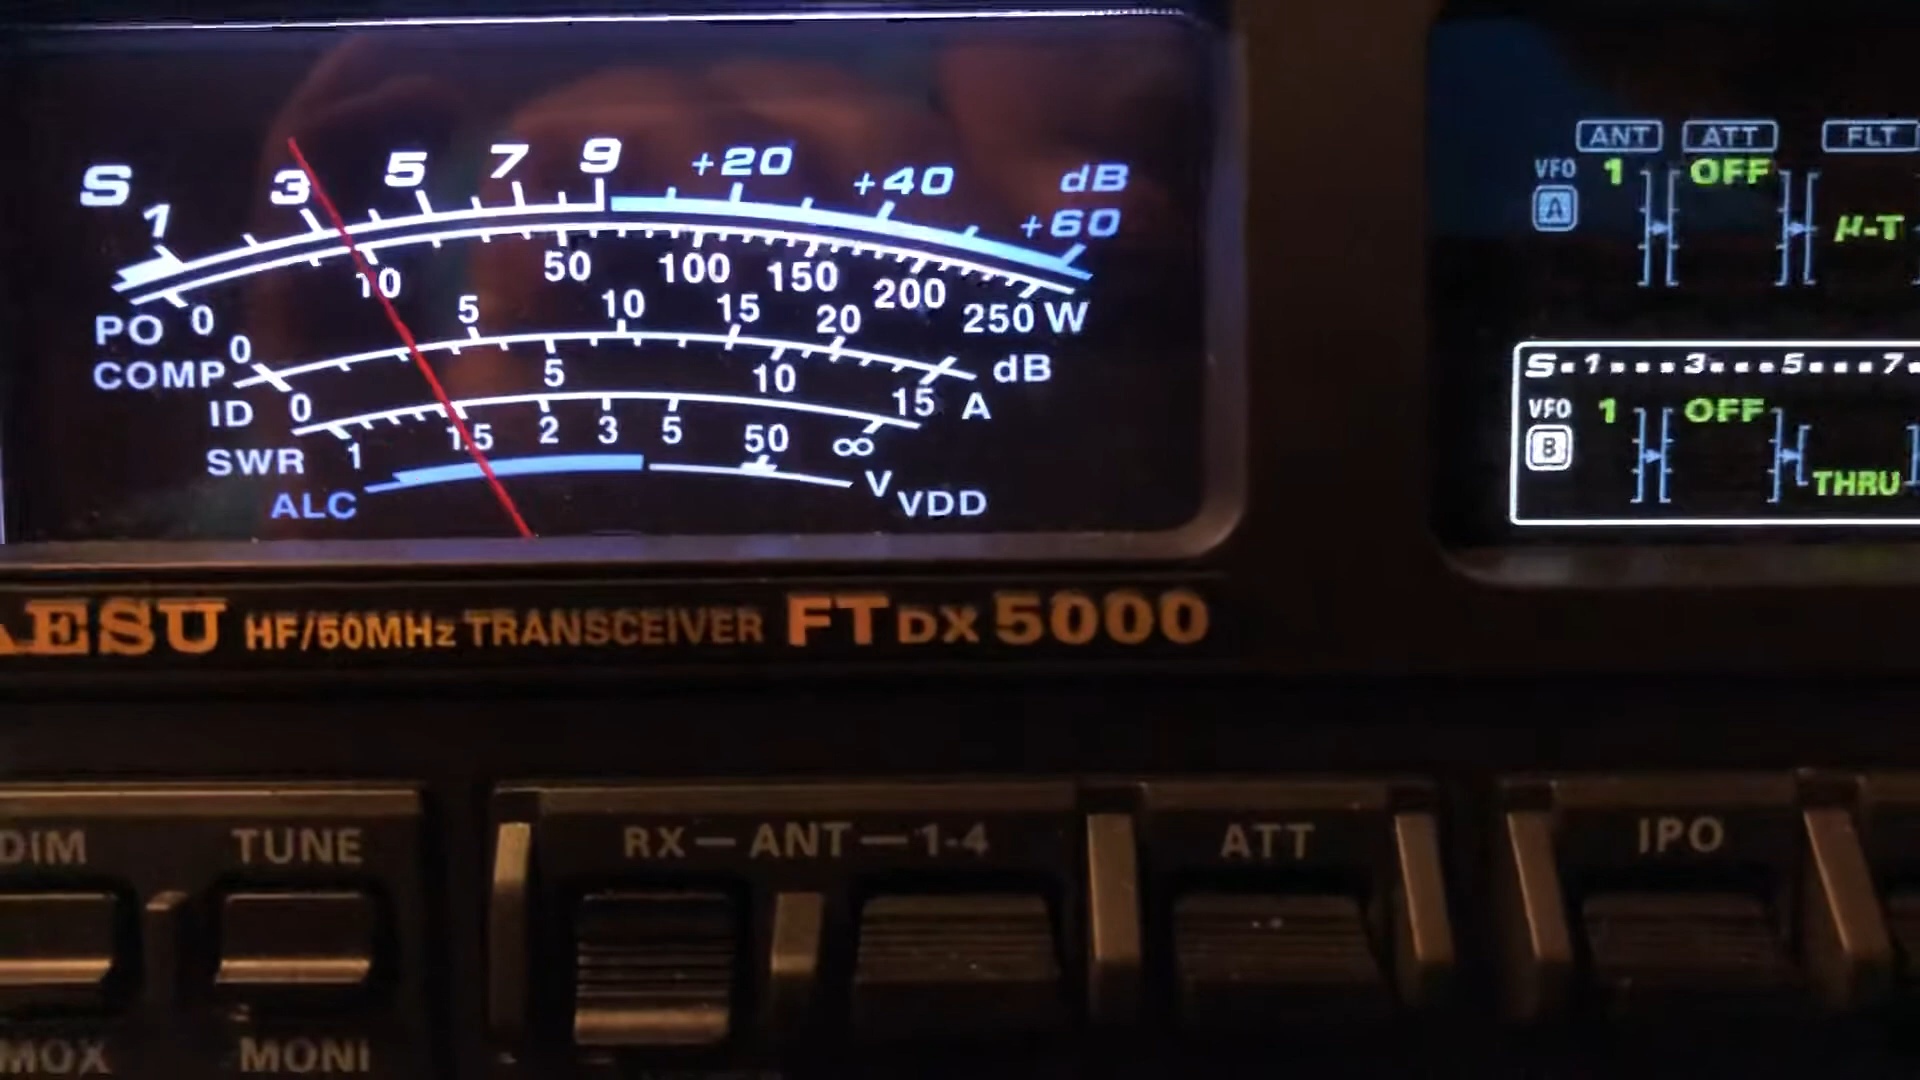 S 1 3 5 7 9 +20 +40 +60 dB
PO 0 10 50 100 150 200 250 W
COMP 0 5 10 15 20 dB
ID 0 5 10 15 A
SWR 1 1.5 2 3 5 50 ∞
ALC V VDD
AESU HF/50MHz TRANSCEIVER FTDX 5000
ANT ATT FLT
VFO A 1 OFF μ-T
S 1 3 5 7
VFO B 1 OFF THRU
DIM TUNE RX-ANT-1-4 ATT IPO
MOX MONI